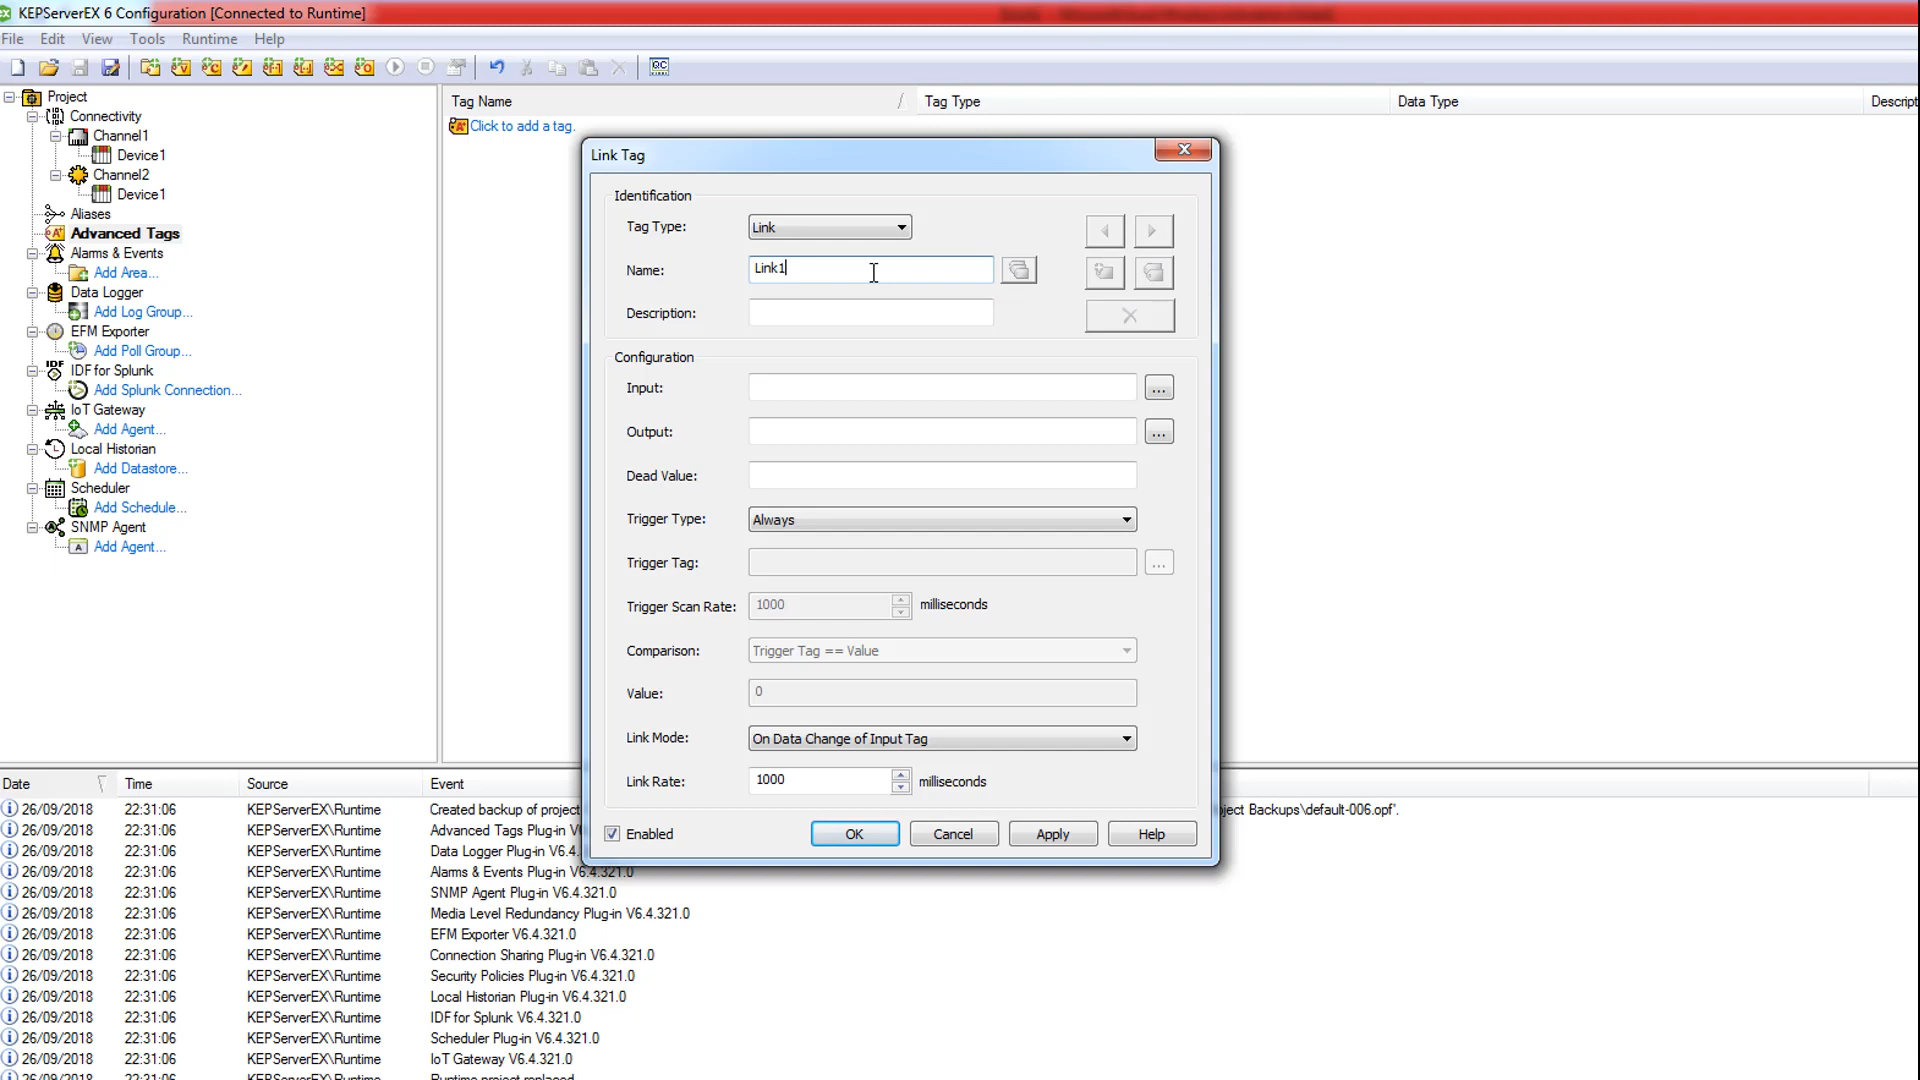 KEPServerEX 6 Configuration [Connected to Runtime]
File Edit View Tools Runtime Help
Project
Connectivity
Channel1
Device1
Channel2
Device1
Aliases
Advanced Tags
Alarms & Events
Add Area...
Data Logger
Add Log Group...
EFM Exporter
Add Poll Group...
IDF for Splunk
Add Splunk Connection...
IoT Gateway
Add Agent...
Local Historian
Add Datastore...
Scheduler
Add Schedule...
SNMP Agent
Add Agent...
Tag Name Tag Type Data Type Descript
Click to add a tag.
Link Tag
Identification
Tag Type: Link
Name: Link1
Description:
Configuration
Input: ...
Output: ...
Dead Value:
Trigger Type: Always
Trigger Tag: ...
Trigger Scan Rate: 1000 milliseconds
Comparison: Trigger Tag == Value
Value: 0
Link Mode: On Data Change of Input Tag
Link Rate: 1000 milliseconds
Enabled OK Cancel Apply Help
Date Time Source Event
26/09/2018 22:31:06 KEPServerEX\Runtime Created backup of project ject Backups\default-006.opf'.
26/09/2018 22:31:06 KEPServerEX\Runtime Advanced Tags Plug-in V6
26/09/2018 22:31:06 KEPServerEX\Runtime Data Logger Plug-in V6.4.
26/09/2018 22:31:06 KEPServerEX\Runtime Alarms & Events Plug-in V6.4.321.0
26/09/2018 22:31:06 KEPServerEX\Runtime SNMP Agent Plug-in V6.4.321.0
26/09/2018 22:31:06 KEPServerEX\Runtime Media Level Redundancy Plug-in V6.4.321.0
26/09/2018 22:31:06 KEPServerEX\Runtime EFM Exporter V6.4.321.0
26/09/2018 22:31:06 KEPServerEX\Runtime Connection Sharing Plug-in V6.4.321.0
26/09/2018 22:31:06 KEPServerEX\Runtime Security Policies Plug-in V6.4.321.0
26/09/2018 22:31:06 KEPServerEX\Runtime Local Historian Plug-in V6.4.321.0
26/09/2018 22:31:06 KEPServerEX\Runtime IDF for Splunk V6.4.321.0
26/09/2018 22:31:06 KEPServerEX\Runtime Scheduler Plug-in V6.4.321.0
26/09/2018 22:31:06 KEPServerEX\Runtime IoT Gateway V6.4.321.0
26/09/2018 22:31:06 KEPServerEX\Runtime Runtime project replaced